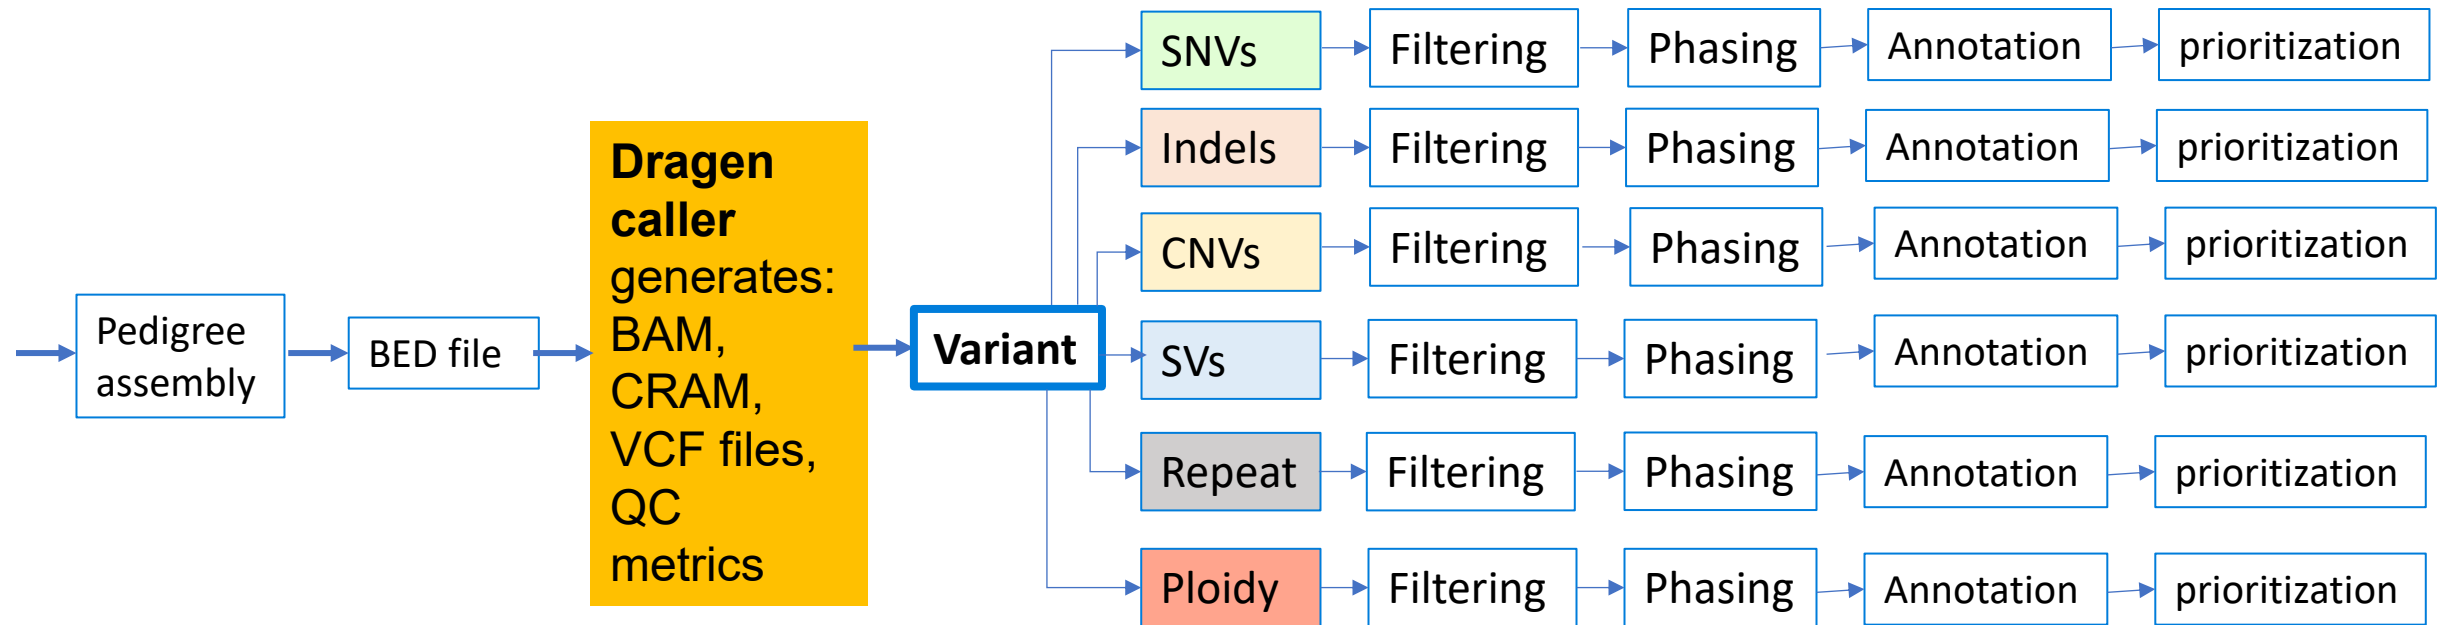 Pedigree
assembly
BED file
Dragen
caller
generates:
BAM,
CRAM,
VCF files,
QC
metrics
Variant
SNVs Filtering Phasing Annotation prioritization
Indels Filtering Phasing Annotation prioritization
CNVs Filtering Phasing Annotation prioritization
SVs Filtering Phasing Annotation prioritization
Repeat Filtering Phasing Annotation prioritization
Ploidy Filtering Phasing Annotation prioritization